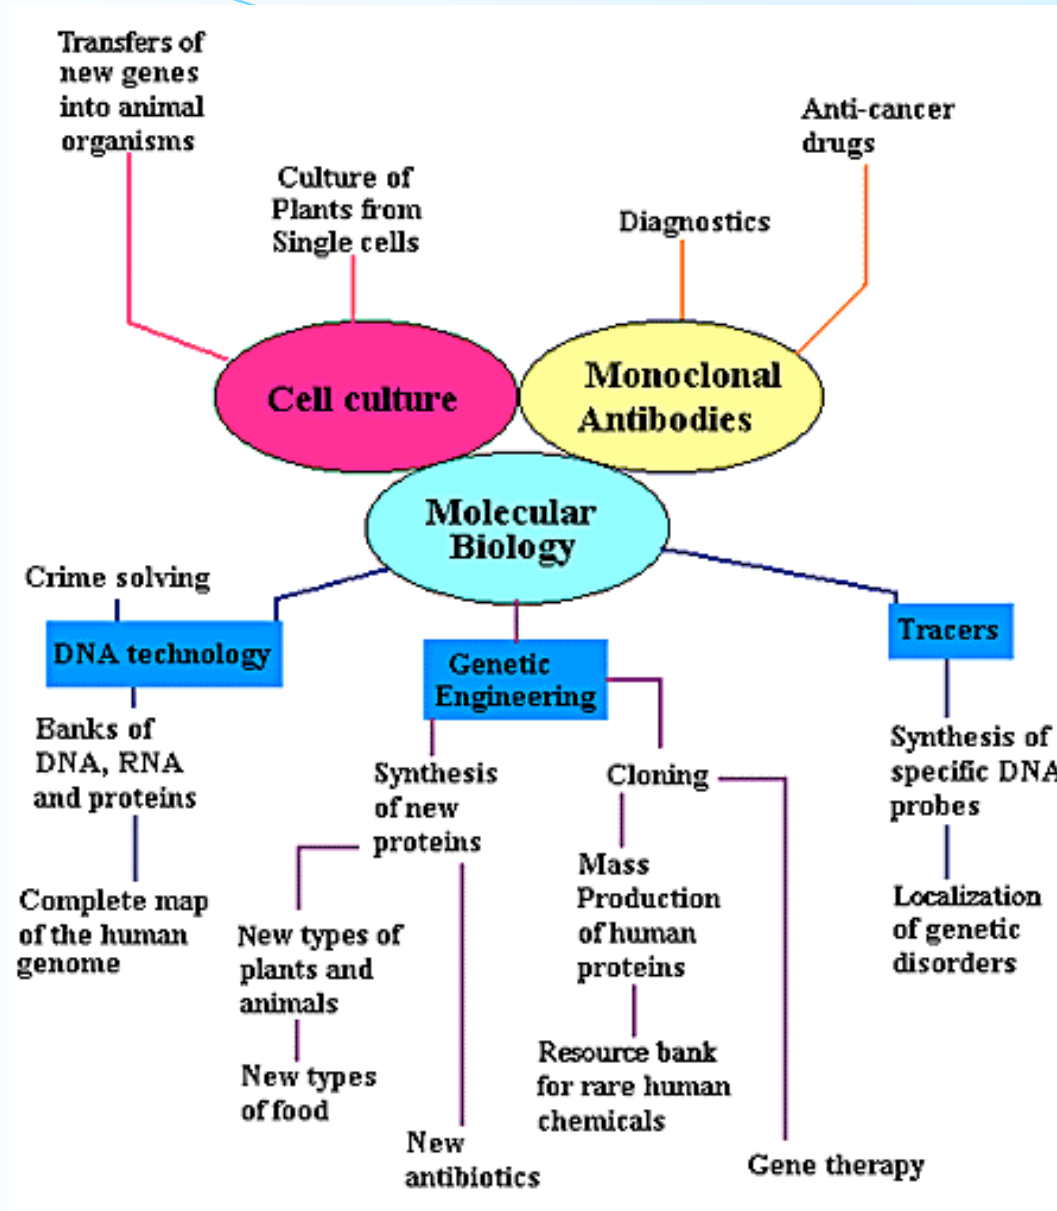 Transfers of
new genes
into animal
organisms
Culture of
Plants from
Single cells
Anti-cancer
drugs
Diagnostics
Cell culture
Monoclonal
Antibodies
Molecular
Biology
Crime solving
DNA technology
Banks of
DNA, RNA
and proteins
Complete map
of the human
genome
Genetic
Engineering
Synthesis
of new
proteins
New types of
plants and
animals
New types
of food
New
antibiotics
Cloning
Mass
Production
of human
proteins
Resource bank
for rare human
chemicals
Gene therapy
Tracers
Synthesis of
specific DNA
probes
Localization
of genetic
disorders